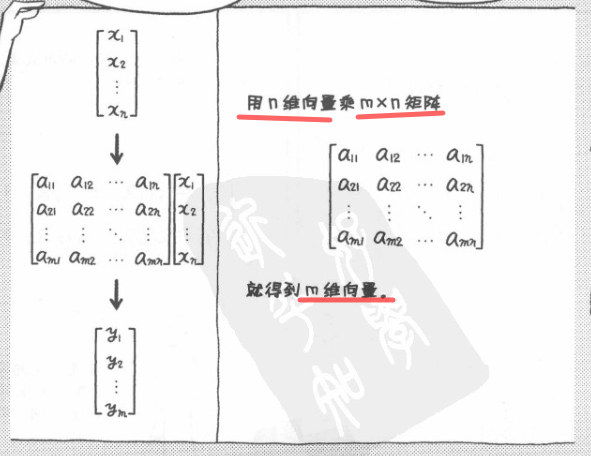 [x₁
x₂
⋮
xₙ]
↓
[a₁₁ a₁₂ ⋯ a₁ₙ][x₁
a₂₁ a₂₂ ⋯ a₂ₙ x₂
⋮ ⋮ ⋱ ⋮ ⋮
aₘ₁ aₘ₂ ⋯ aₘₙ][xₙ]
↓
[y₁
y₂
⋮
yₘ]
用n维向量乘m×n矩阵
[a₁₁ a₁₂ ⋯ a₁ₙ
a₂₁ a₂₂ ⋯ a₂ₙ
⋮ ⋮ ⋱ ⋮
aₘ₁ aₘ₂ ⋯ aₘₙ]
就得到m维向量。